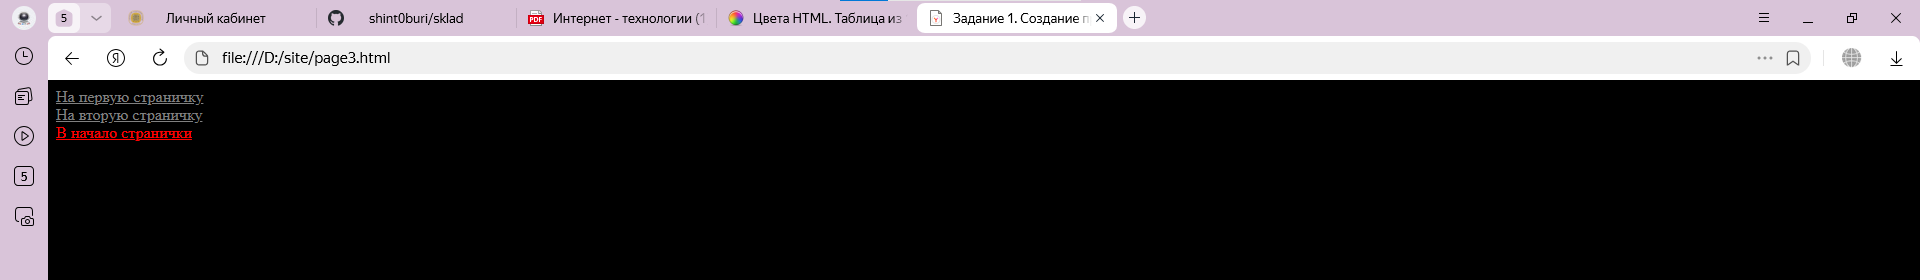 5
Личный кабинет
shint0buri/sklad
PDF
Интернет - технологии (1
Цвета HTML. Таблица из
Задание 1. Создание п
Я
file:///D:/site/page3.html
На первую страничку
На вторую страничку
В начало странички
5